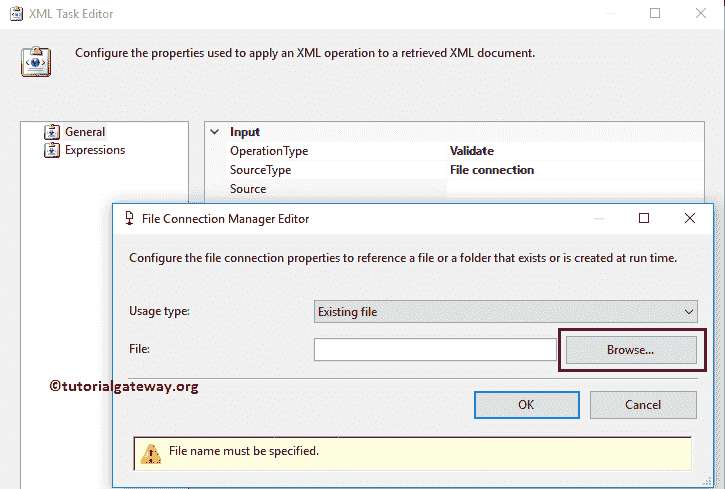 XML Task Editor
Configure the properties used to apply an XML operation to a retrieved XML document.
General
Expressions
Input
OperationType Validate
SourceType File connection
Source
File Connection Manager Editor
Configure the file connection properties to reference a file or a folder that exists or is created at run time.
Usage type: Existing file
File: Browse...
©tutorialgateway.org
OK Cancel
File name must be specified.